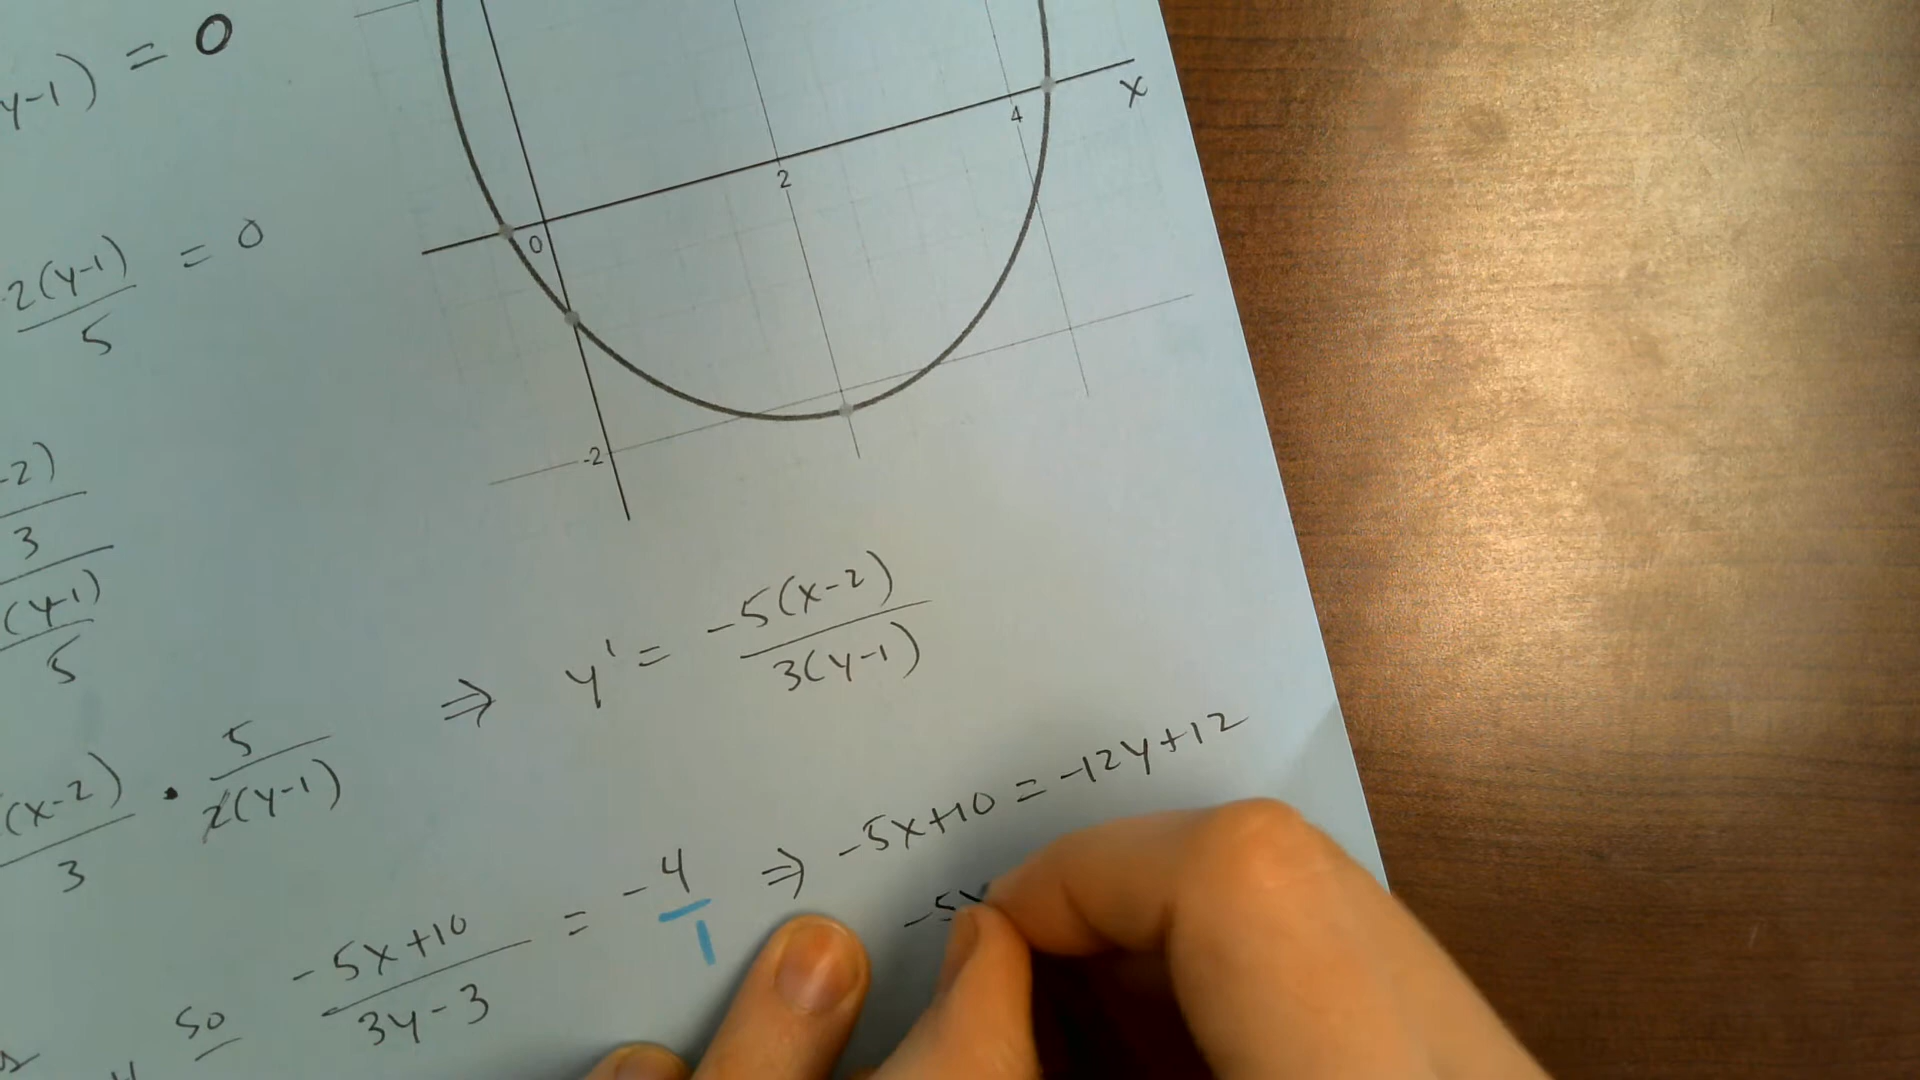 y-1) = 0
x
4
2
0
2(y-1)/5 = 0
-2
-2)
3
(y-1)
5
⇒ y' = -5(x-2)/3(y-1)
(x-2)/3 • 5/2(y-1)
-5x+10/3y-3 = -4/1 ⇒ -5x+10 = -12y+12
-5x
so